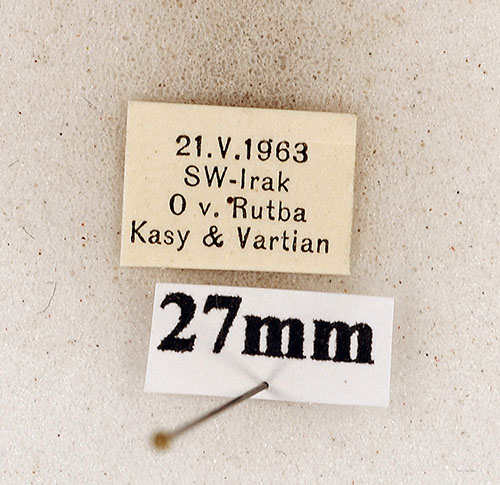 21.V.1963
SW-Irak
O v. Rutba
Kasy & Vartian
27mm